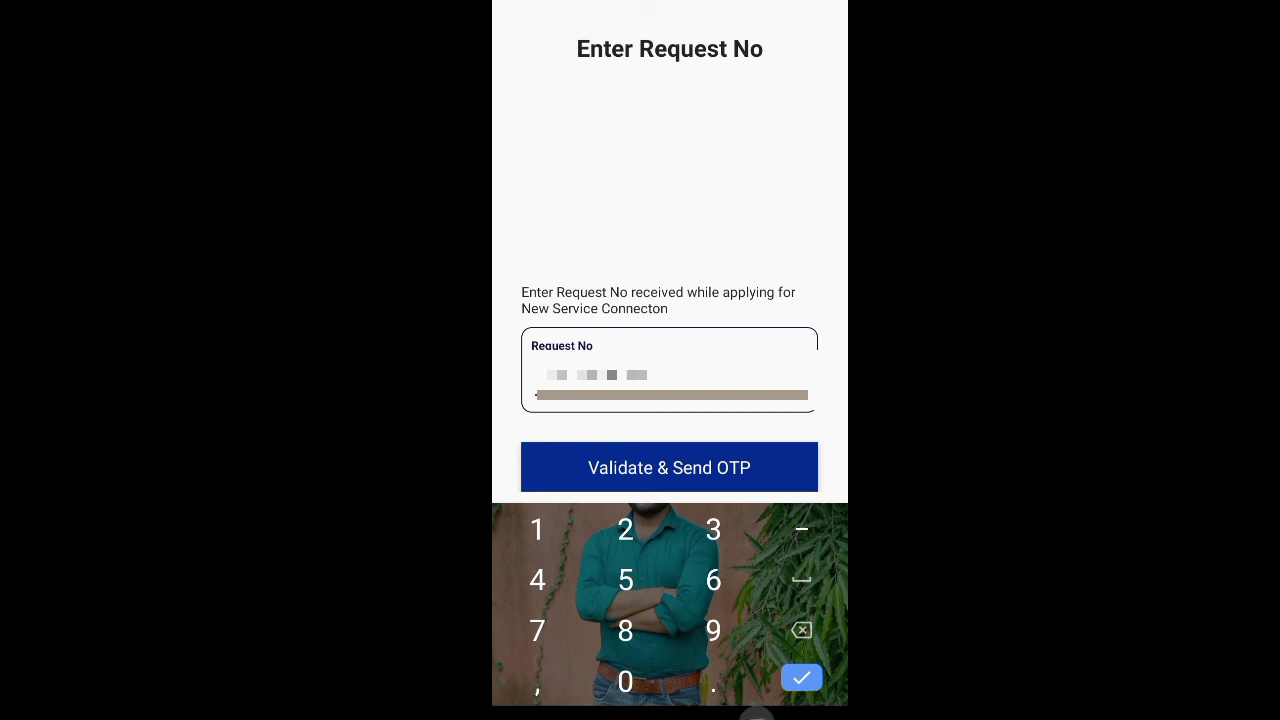 Enter Request No
Enter Request No received while applying for
New Service Connecton
Request No
Validate & Send OTP
1 2 3 –
4 5 6
7 8 9
, 0 .